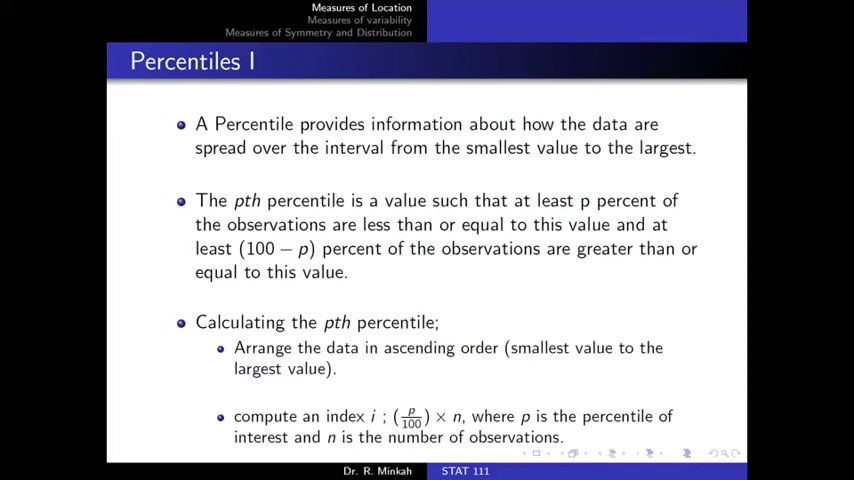 Measures of Location
Measures of variability
Measures of Symmetry and Distribution
Percentiles I
A Percentile provides information about how the data are
spread over the interval from the smallest value to the largest.
The pth percentile is a value such that at least p percent of
the observations are less than or equal to this value and at
least (100 − p) percent of the observations are greater than or
equal to this value.
Calculating the pth percentile;
Arrange the data in ascending order (smallest value to the
largest value).
compute an index i ; (p/100) × n, where p is the percentile of
interest and n is the number of observations.
Dr. R. Minkah
STAT 111